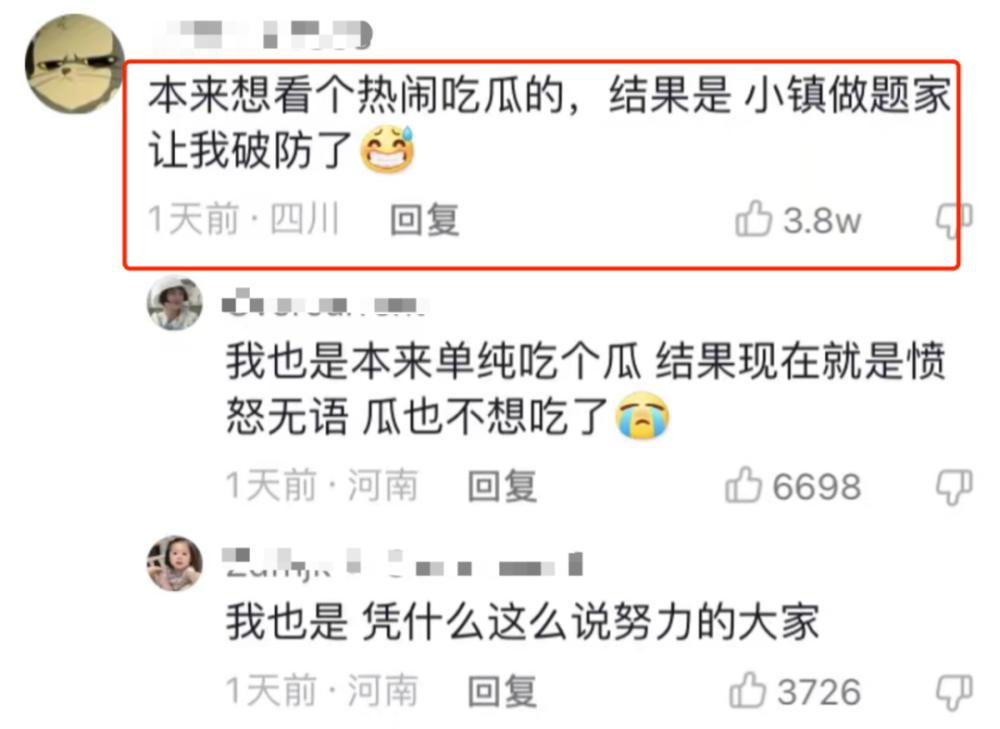 本来想看个热闹吃瓜的，结果是 小镇做题家
让我破防了😅
1天前 · 四川 回复 3.8w
我也是本来单纯吃个瓜 结果现在就是愤
怒无语 瓜也不想吃了😭
1天前 · 河南 回复 6698
我也是 凭什么这么说努力的大家
1天前 · 河南 回复 3726